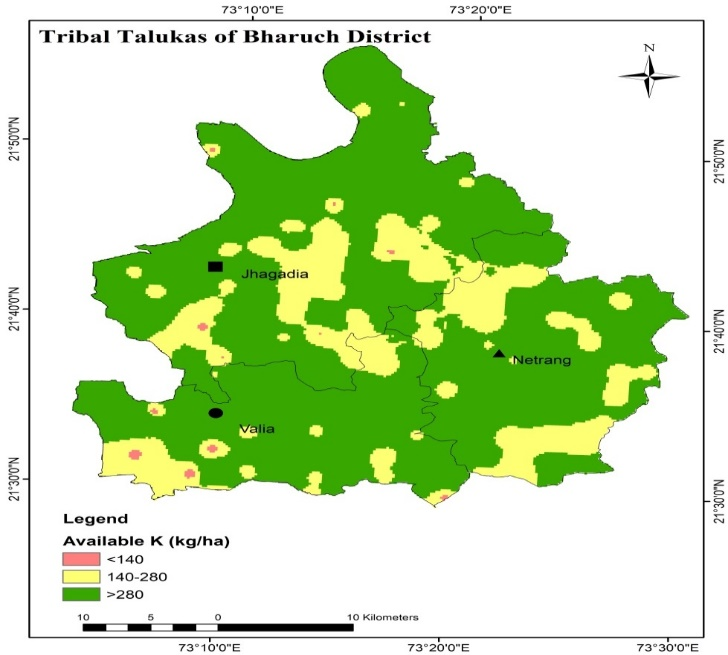 73°10'0"E 73°20'0"E
Tribal Talukas of Bharuch District
N
21°50'0"N 21°50'0"N
Jhagadia
21°40'0"N 21°40'0"N
Netrang
Valia
21°30'0"N 21°30'0"N
Legend
Available K (kg/ha)
<140
140-280
>280
10 5 0 10 Kilometers
73°10'0"E 73°20'0"E 73°30'0"E